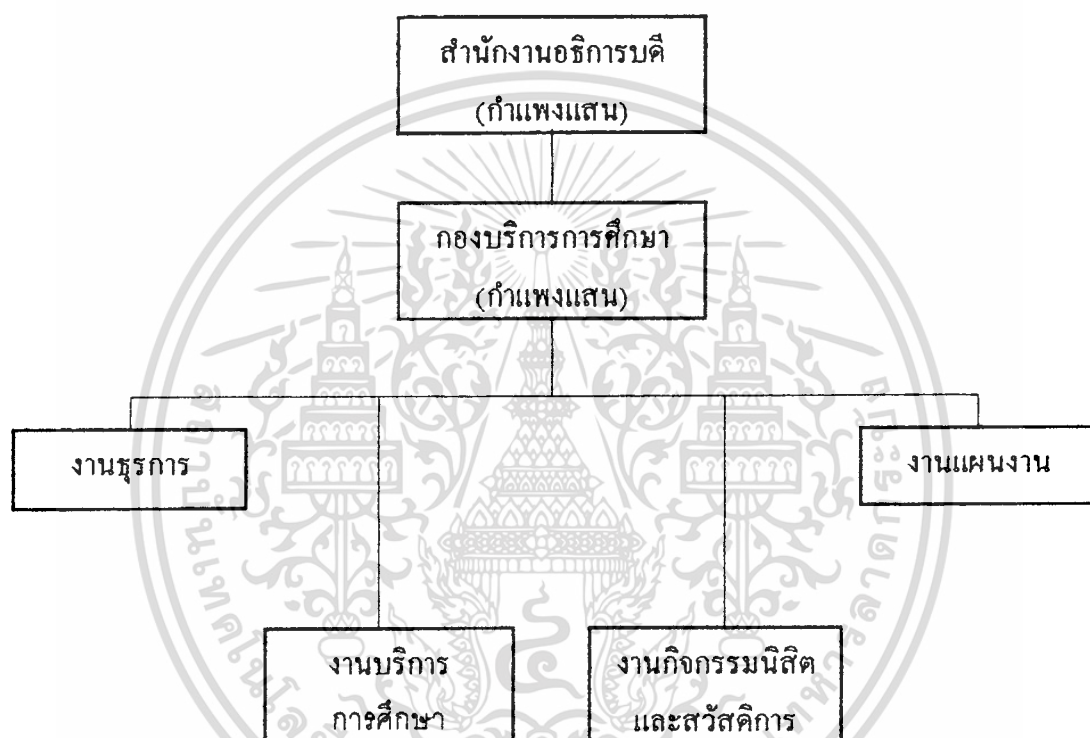 สำนักงานอธิการบดี
(กำแพงแสน)
กองบริการการศึกษา
(กำแพงแสน)
งานธุรการ
งานแผนงาน
งานบริการ
การศึกษา
งานกิจกรรมนิสิต
และสวัสดิการ